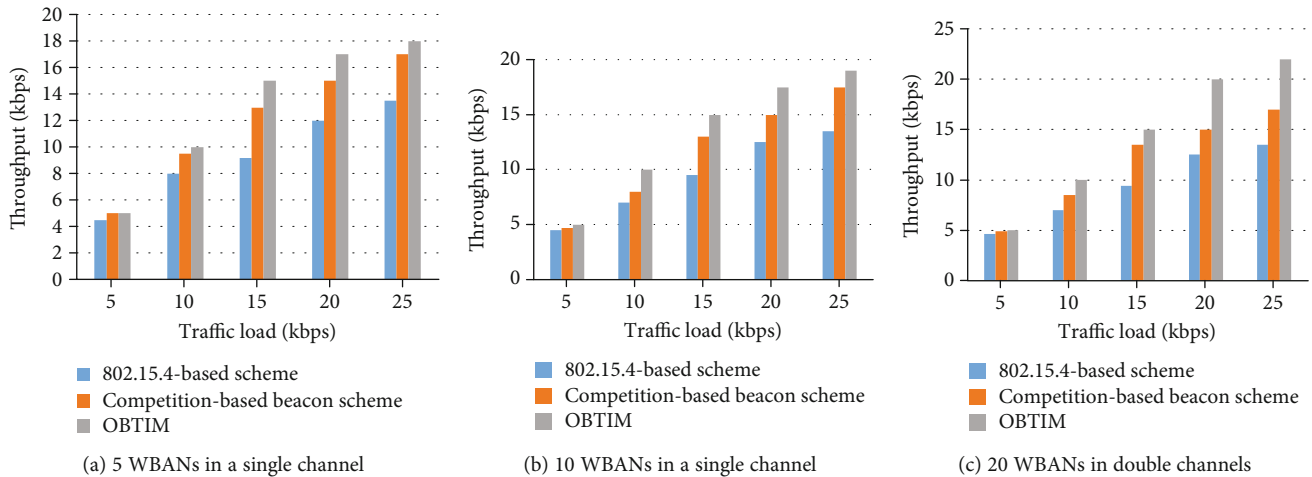 20
18
16
14
12
10
8
6
4
2
0
Throughput (kbps)
5 10 15 20 25
Traffic load (kbps)
802.15.4-based scheme
Competition-based beacon scheme
OBTIM
(a) 5 WBANs in a single channel
20
15
10
5
0
Throughput (kbps)
5 10 15 20 25
Traffic load (kbps)
802.15.4-based scheme
Competition-based beacon scheme
OBTIM
(b) 10 WBANs in a single channel
25
20
15
10
5
0
Throughput (kbps)
5 10 15 20 25
Traffic load (kbps)
802.15.4-based scheme
Competition-based beacon scheme
OBTIM
(c) 20 WBANs in double channels